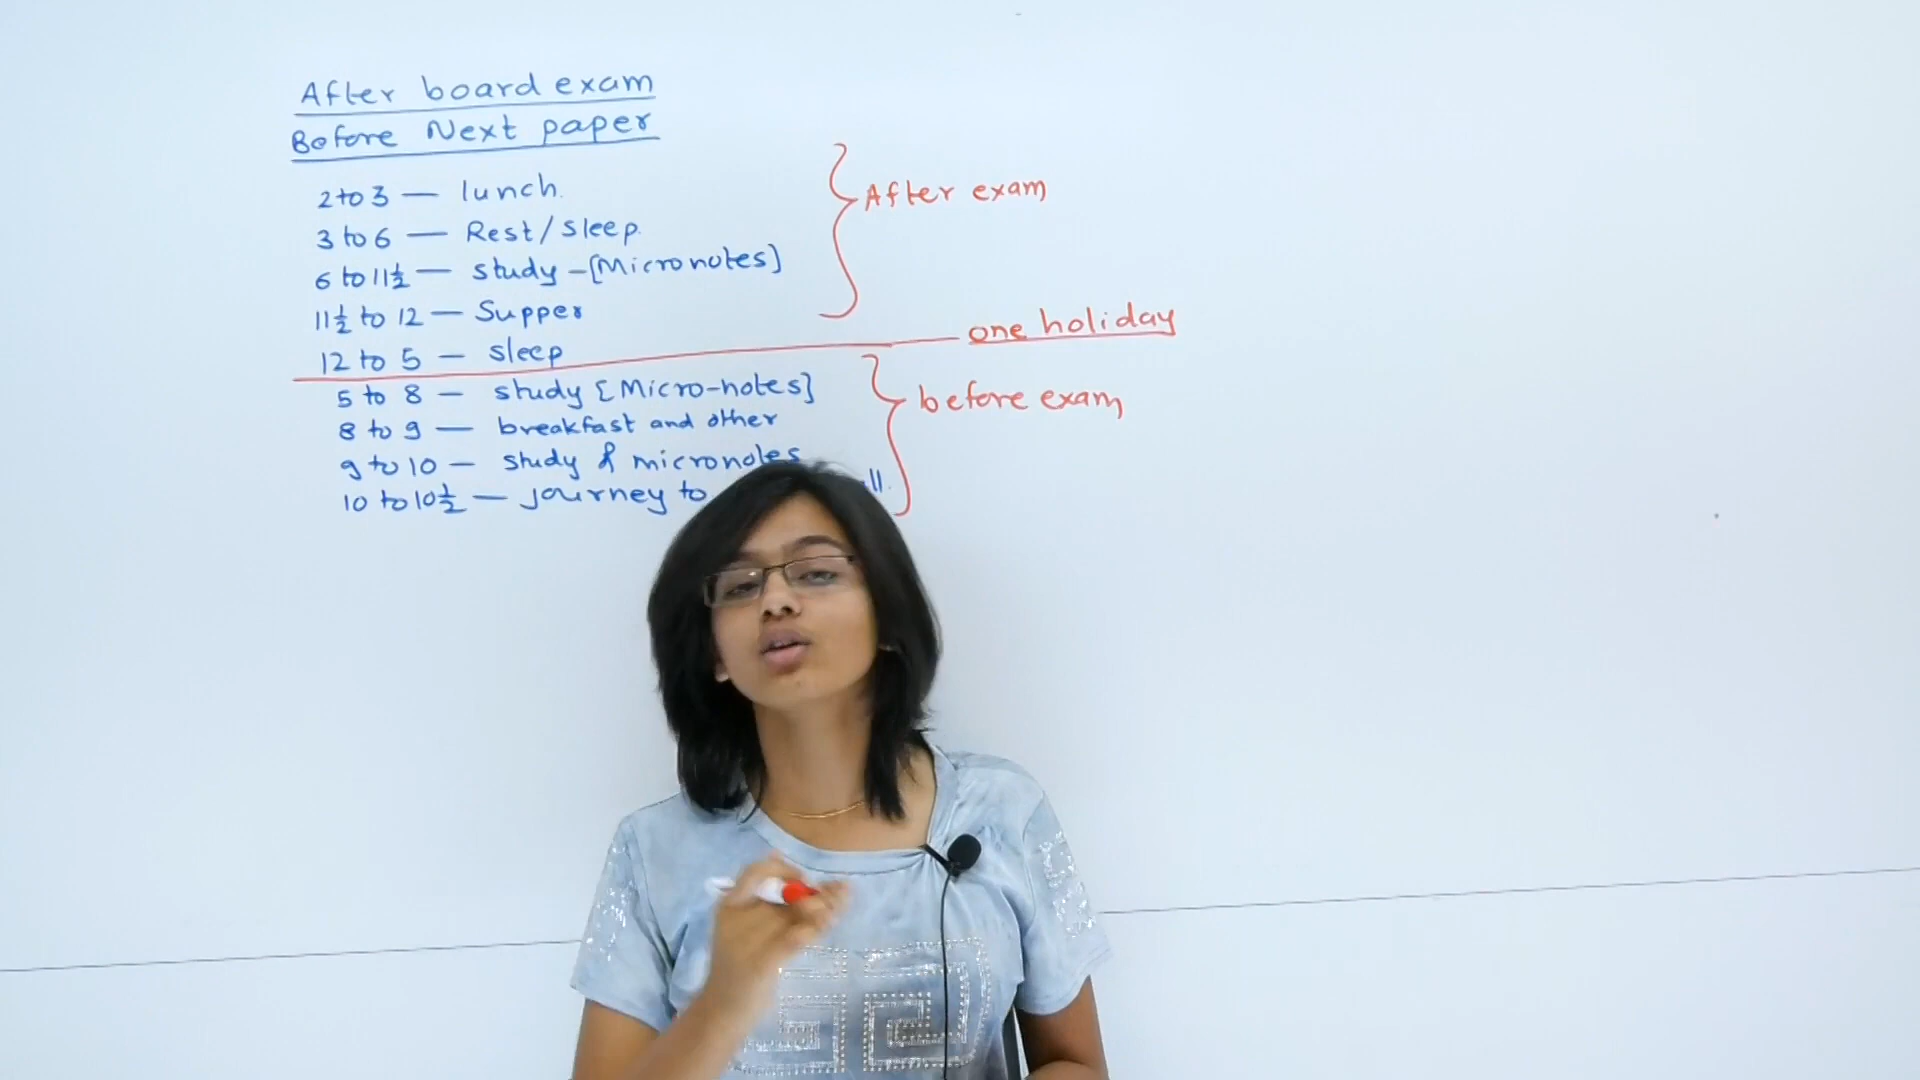 After board exam
Before Next paper
2 to 3 — lunch.
3 to 6 — Rest/sleep.
6 to 11½ — study – [Micronotes]
11½ to 12 — Supper
12 to 5 — sleep
After exam
one holiday
5 to 8 — study [Micro-notes]
8 to 9 — breakfast and other
9 to 10 — study & micronotes
10 to 10½ — journey to
before exam